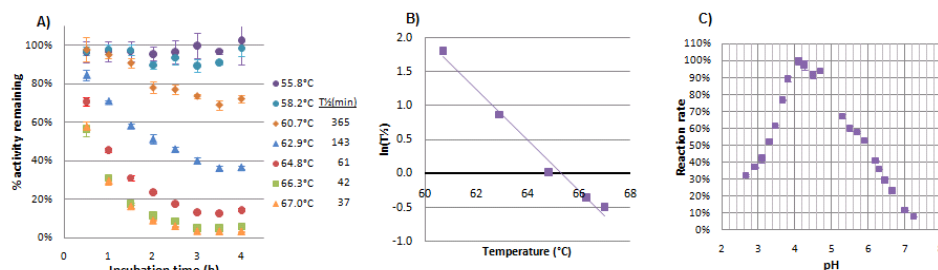 A)
% activity remaining
100%
80%
60%
40%
20%
0%
0 1 2 3 4
Incubation time (h)
55.8°C
58.2°C T½(min)
60.7°C 365
62.9°C 143
64.8°C 61
66.3°C 42
67.0°C 37
B)
ln(T½)
2.0
1.5
1.0
0.5
0.0
-0.5
-1.0
60 62 64 66 68
Temperature (°C)
C)
Reaction rate
110%
100%
90%
80%
70%
60%
50%
40%
30%
20%
10%
0%
2 3 4 5 6 7
pH